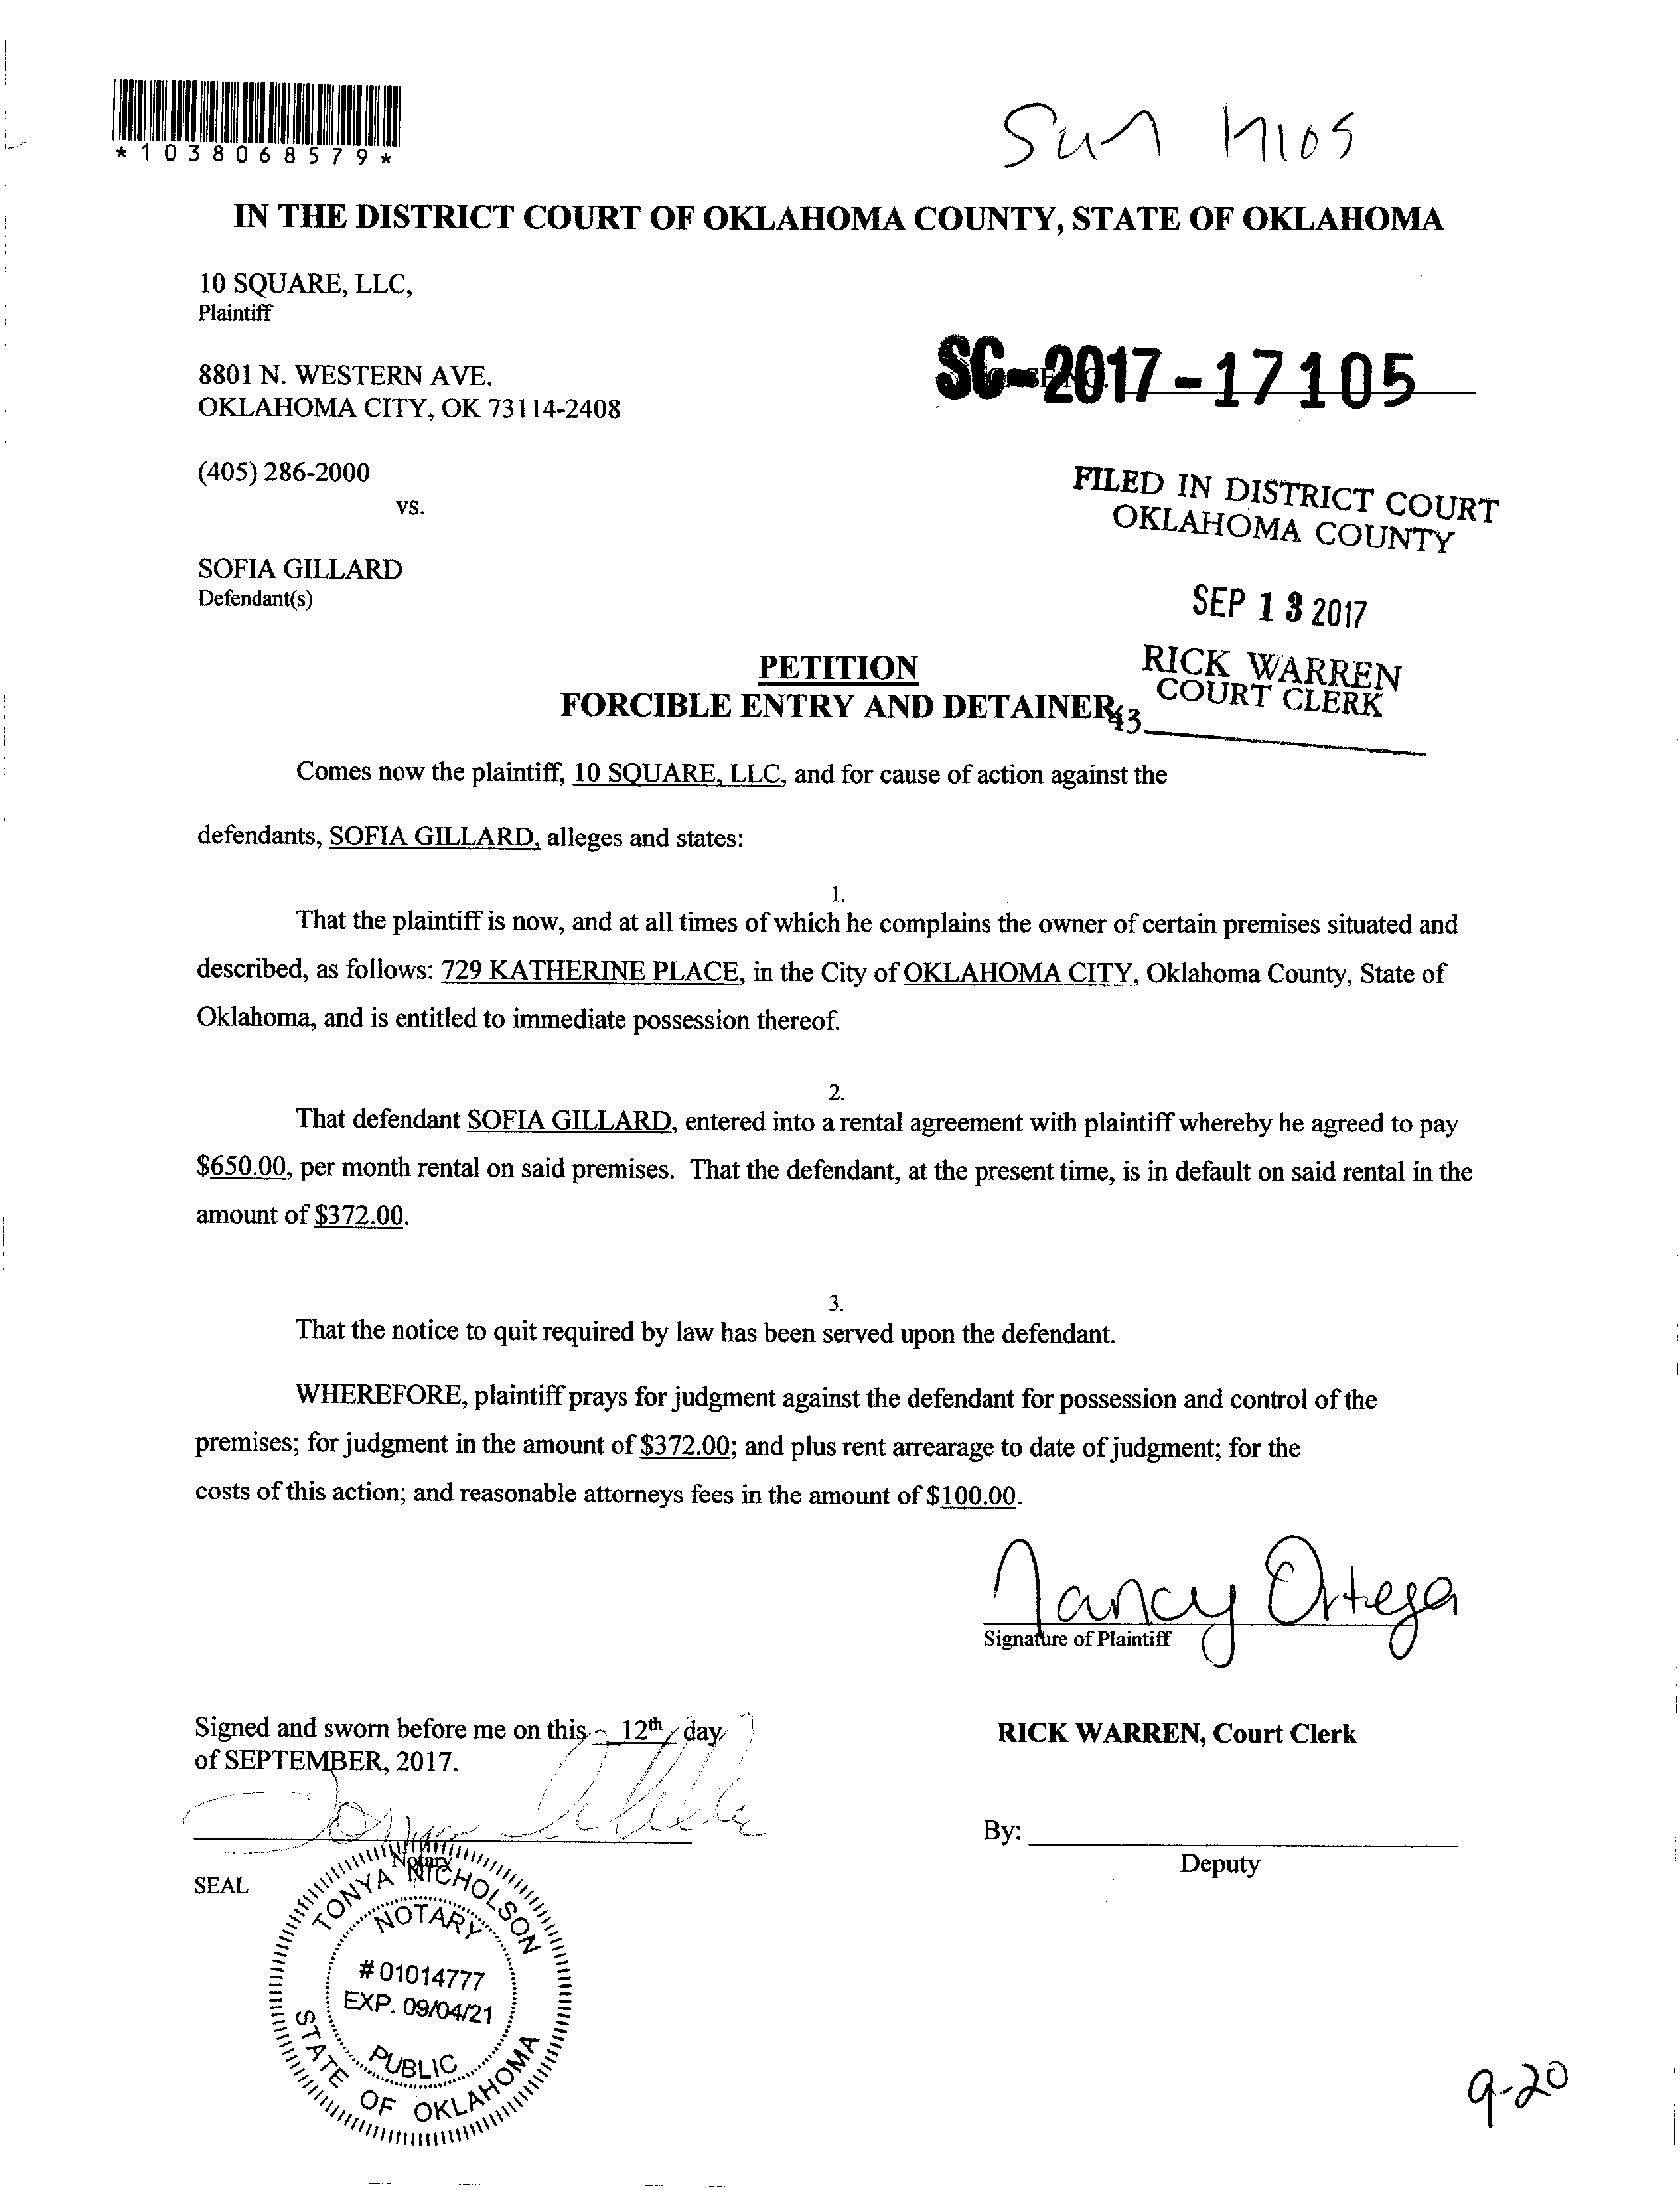 *1038068579*
Sun
IN THE DISTRICT COURT OF OKLAHOMA COUNTY, STATE OF OKLAHOMA
10 SQUARE, LLC,
Plaintiff
8801 N. WESTERN AVE.
OKLAHOMA CITY, OK 73114-2408
SC-2017-17105
(405) 286-2000
vs.
FILED IN DISTRICT COURT
OKLAHOMA COUNTY
SOFIA GILLARD
Defendant(s)
SEP 13 2017
RICK WARREN
COURT CLERK
43
PETITION
FORCIBLE ENTRY AND DETAINER
Comes now the plaintiff, 10 SQUARE, LLC, and for cause of action against the
defendants, SOFIA GILLARD, alleges and states:
1.
That the plaintiff is now, and at all times of which he complains the owner of certain premises situated and
described, as follows: 729 KATHERINE PLACE, in the City of OKLAHOMA CITY, Oklahoma County, State of
Oklahoma, and is entitled to immediate possession thereof.
2.
That defendant SOFIA GILLARD, entered into a rental agreement with plaintiff whereby he agreed to pay
$650.00, per month rental on said premises. That the defendant, at the present time, is in default on said rental in the
amount of $372.00.
3.
That the notice to quit required by law has been served upon the defendant.
WHEREFORE, plaintiff prays for judgment against the defendant for possession and control of the
premises; for judgment in the amount of $372.00; and plus rent arrearage to date of judgment; for the
costs of this action; and reasonable attorneys fees in the amount of $100.00.
Nancy Ortega
Signature of Plaintiff
Signed and sworn before me on this 12th day
of SEPTEMBER, 2017.
RICK WARREN, Court Clerk
By:
Deputy
Notary
SEAL
TONYA NICHOLSON
NOTARY
#01014777
EXP. 09/04/21
PUBLIC
STATE OF OKLAHOMA
9-20